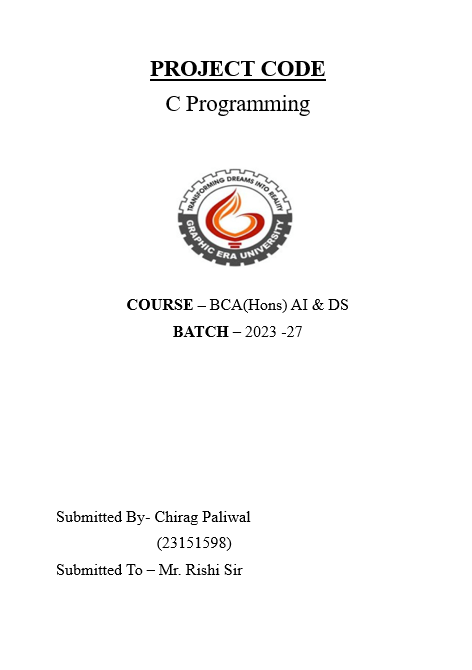 PROJECT CODE
C Programming
TRANSFORMING DREAMS INTO REALITY
GRAPHIC ERA UNIVERSITY
COURSE – BCA(Hons) AI & DS
BATCH – 2023 -27
Submitted By- Chirag Paliwal
(23151598)
Submitted To – Mr. Rishi Sir